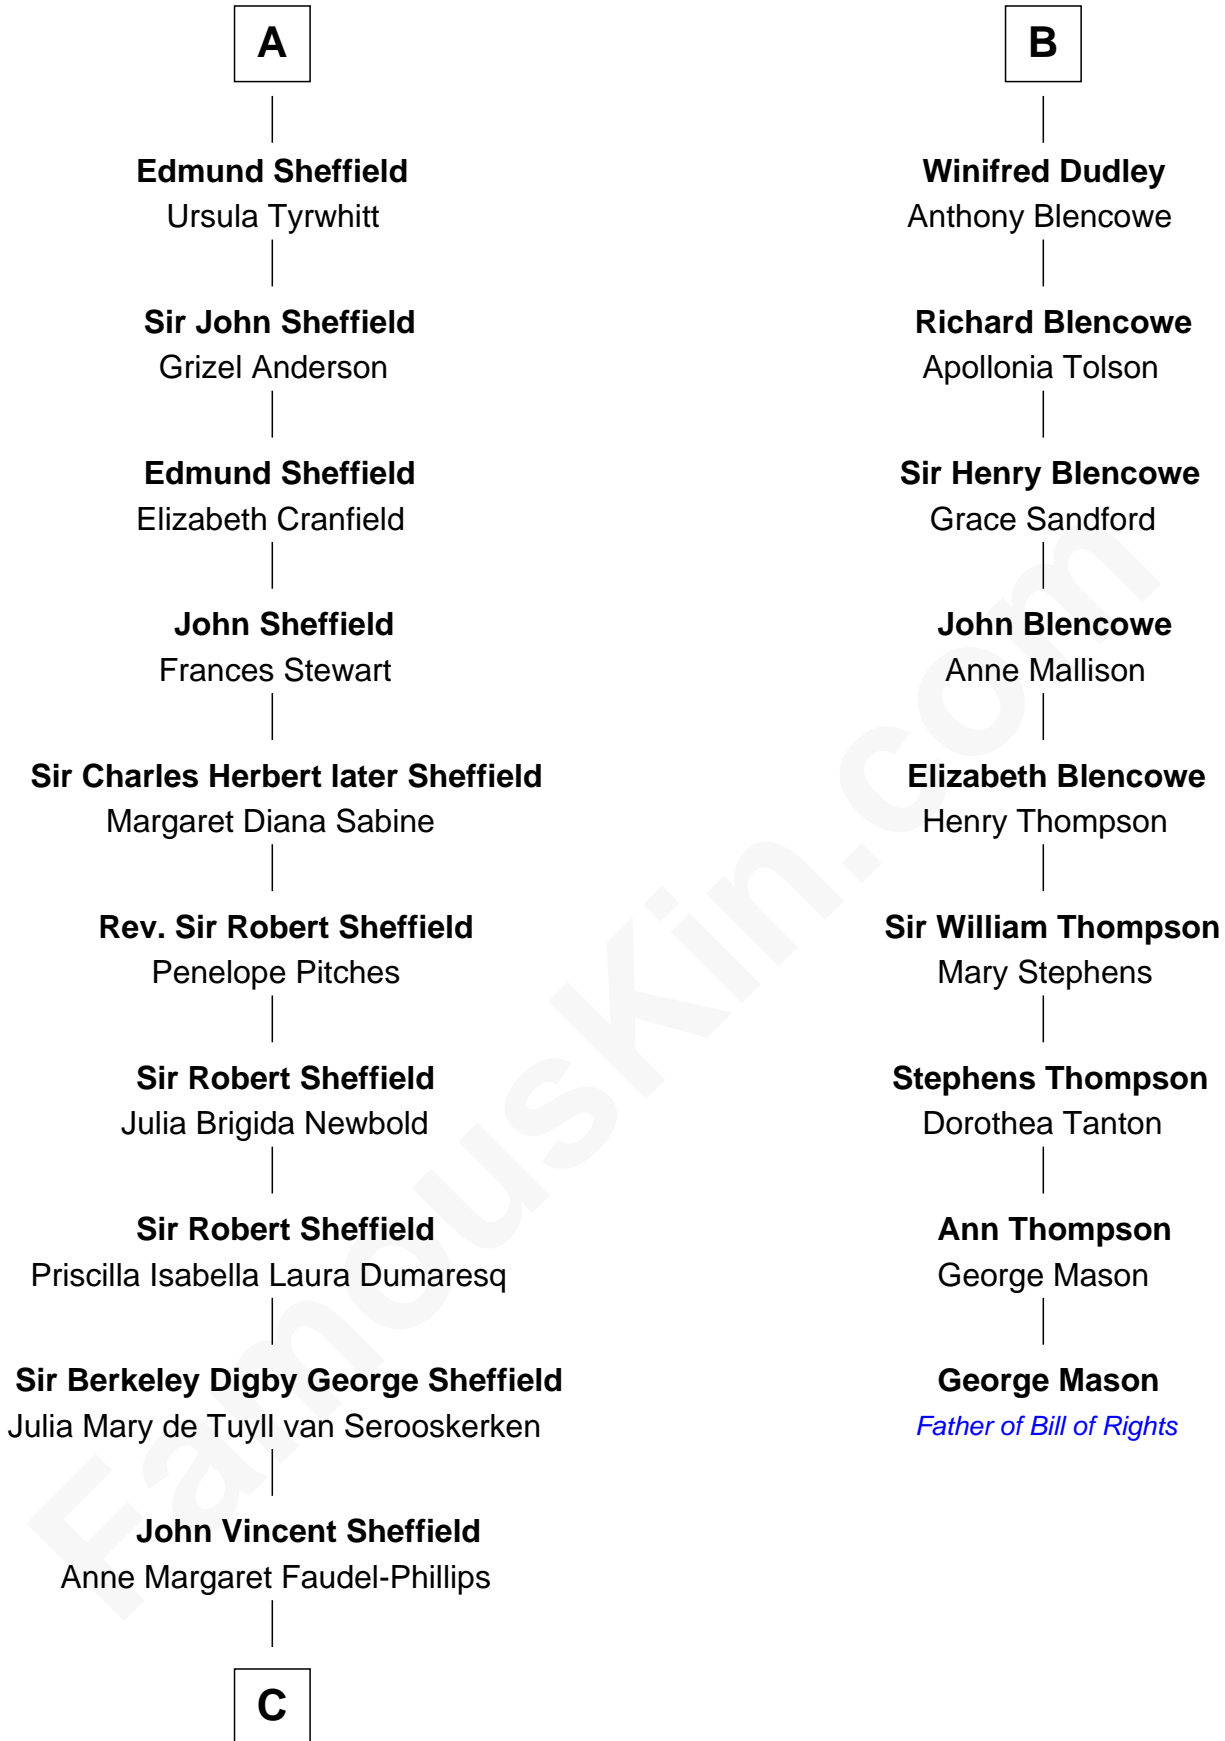 A
Edmund Sheffield
Ursula Tyrwhitt
Sir John Sheffield
Grizel Anderson
Edmund Sheffield
Elizabeth Cranfield
John Sheffield
Frances Stewart
Sir Charles Herbert later Sheffield
Margaret Diana Sabine
Rev. Sir Robert Sheffield
Penelope Pitches
Sir Robert Sheffield
Julia Brigida Newbold
Sir Robert Sheffield
Priscilla Isabella Laura Dumaresq
Sir Berkeley Digby George Sheffield
Julia Mary de Tuyll van Serooskerken
John Vincent Sheffield
Anne Margaret Faudel-Phillips
C
B
Winifred Dudley
Anthony Blencowe
Richard Blencowe
Apollonia Tolson
Sir Henry Blencowe
Grace Sandford
John Blencowe
Anne Mallison
Elizabeth Blencowe
Henry Thompson
Sir William Thompson
Mary Stephens
Stephens Thompson
Dorothea Tanton
Ann Thompson
George Mason
George Mason
Father of Bill of Rights
FamousKin.com